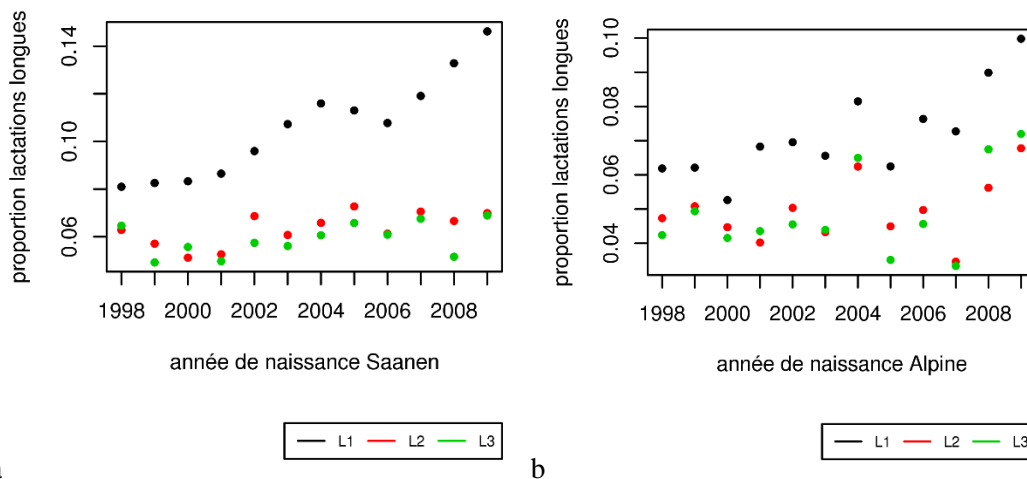 proportion lactations longues
0.06 0.10 0.14
1998 2000 2002 2004 2006 2008
année de naissance Saanen
L1 L2 L3
proportion lactations longues
0.04 0.06 0.08 0.10
1998 2000 2002 2004 2006 2008
année de naissance Alpine
L1 L2 L3
b